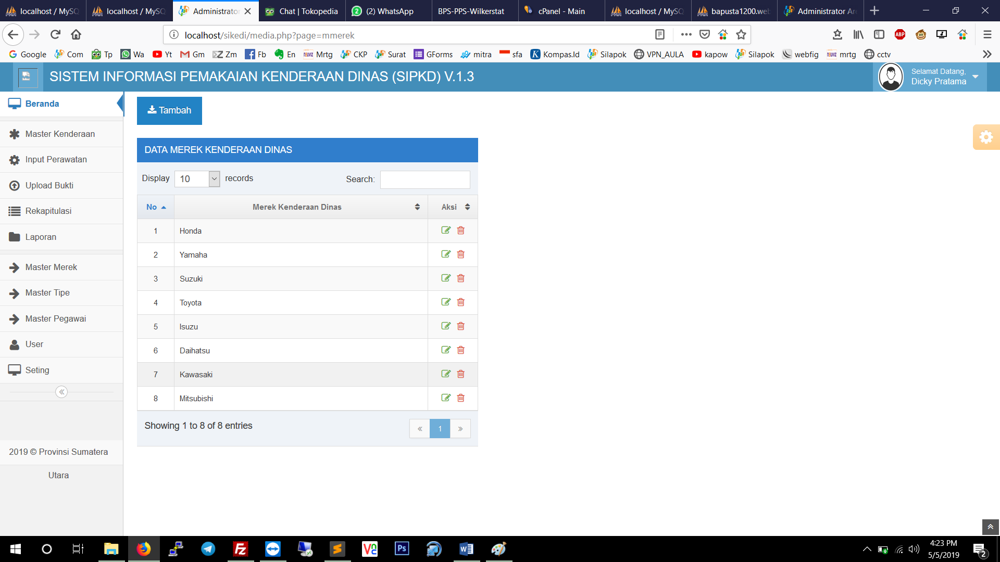 localhost / MySQ
localhost / MySQ
Administrator
Chat | Tokopedia
(2) WhatsApp
BPS-PPS-Wilkerstat
cPanel - Main
localhost / MySQ
bapusta1200.web
Administrator Are
localhost/sikedi/media.php?page=mmerek
Google Com Tp Wa Yt Gm Zm Fb En Mrtg CKP Surat GForms mitra sfa Kompas.Id Silapok VPN_AULA kapow Silapok webfig mrtg cctv
SISTEM INFORMASI PEMAKAIAN KENDERAAN DINAS (SIPKD) V.1.3
Selamat Datang,
Dicky Pratama
Beranda
Master Kenderaan
Input Perawatan
Upload Bukti
Rekapitulasi
Laporan
Master Merek
Master Tipe
Master Pegawai
User
Seting
2019 © Provinsi Sumatera
Utara
Tambah
DATA MEREK KENDERAAN DINAS
Display 10 records Search:
No Merek Kenderaan Dinas Aksi
1 Honda
2 Yamaha
3 Suzuki
4 Toyota
5 Isuzu
6 Daihatsu
7 Kawasaki
8 Mitsubishi
Showing 1 to 8 of 8 entries
« 1 »
4:23 PM
5/5/2019
2